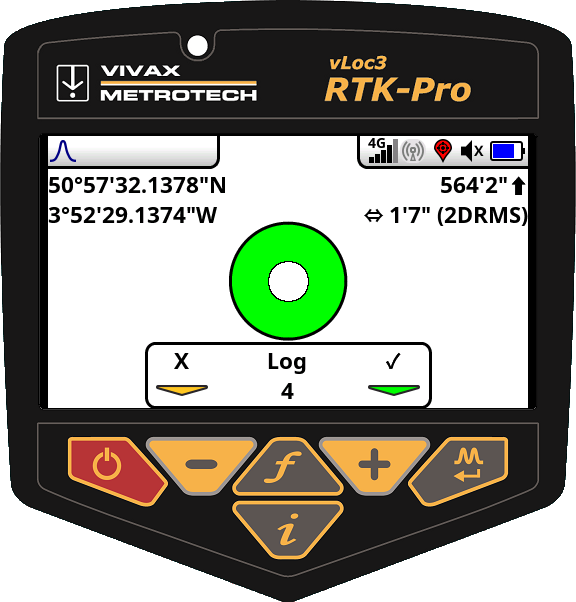 VIVAX
METROTECH
vLoc3
RTK-Pro
4G
x
50°57'32.1378"N
564'2"
3°52'29.1374"W
⇔ 1'7" (2DRMS)
X Log ✓
4
f
i